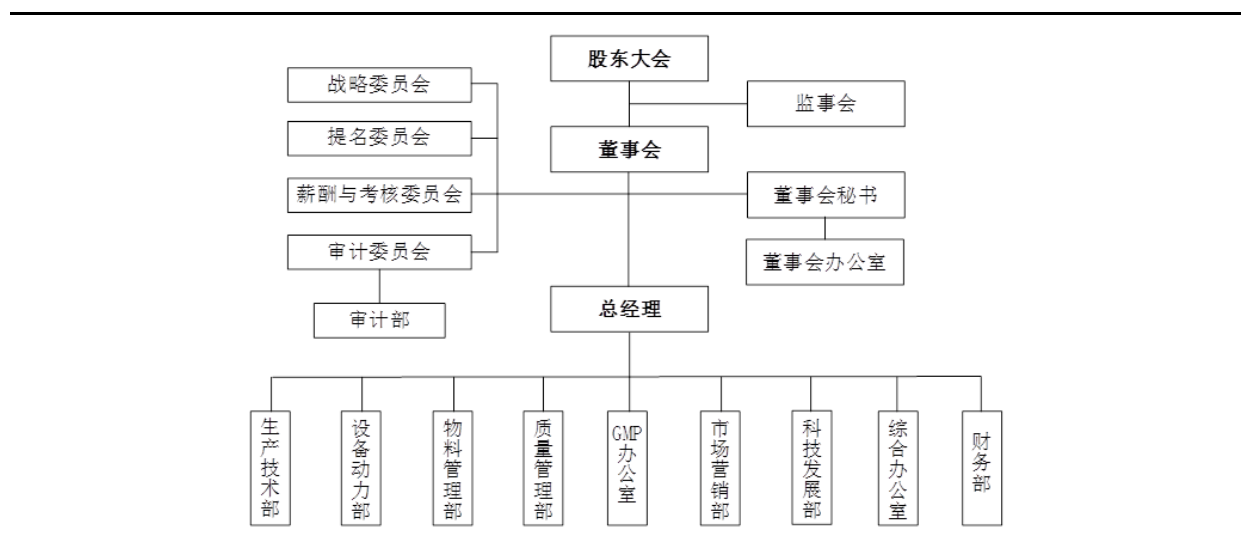 股东大会
战略委员会
监事会
提名委员会
董事会
薪酬与考核委员会
董事会秘书
审计委员会
董事会办公室
总经理
审计部
生产技术部
设备动力部
物料管理部
质量管理部
GMP办公室
市场营销部
科技发展部
综合办公室
财务部